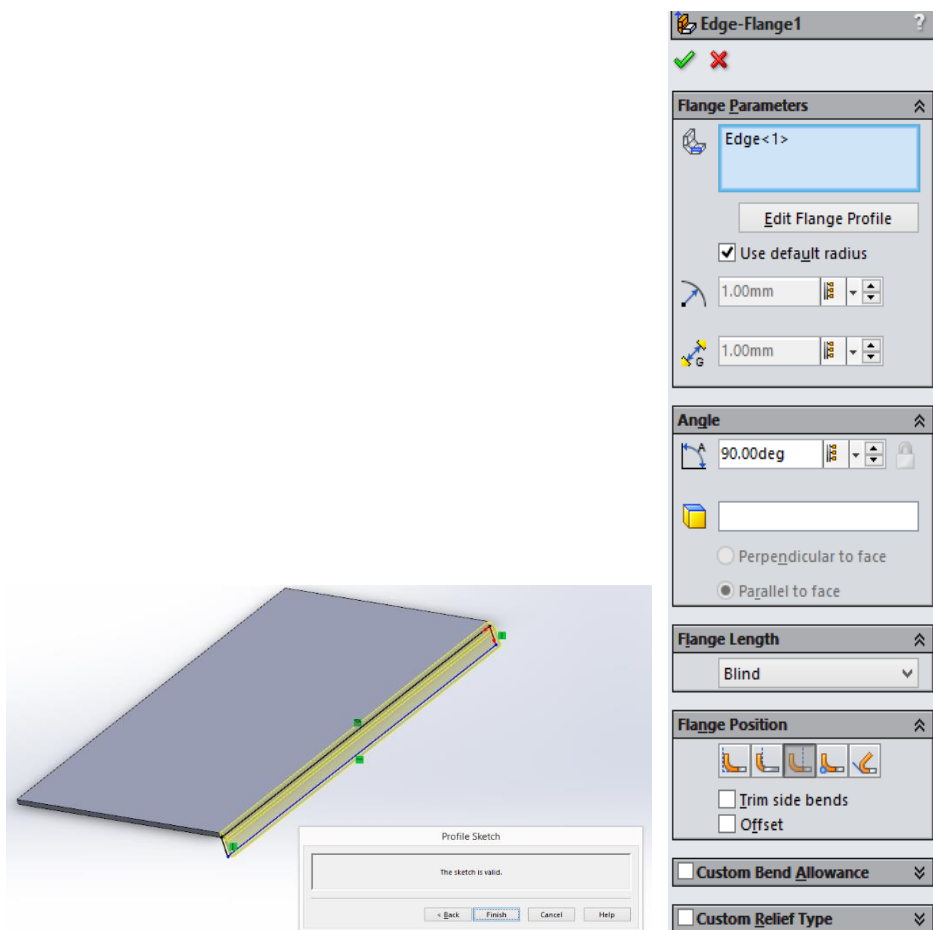 Edge-Flange1 ?
Flange Parameters
Edge<1>
Edit Flange Profile
Use default radius
1.00mm
G
1.00mm
Angle
A
90.00deg
Perpendicular to face
Parallel to face
Flange Length
Blind
Flange Position
Trim side bends
Offset
Custom Bend Allowance
Custom Relief Type
Profile Sketch
The sketch is valid.
< Back Finish Cancel Help